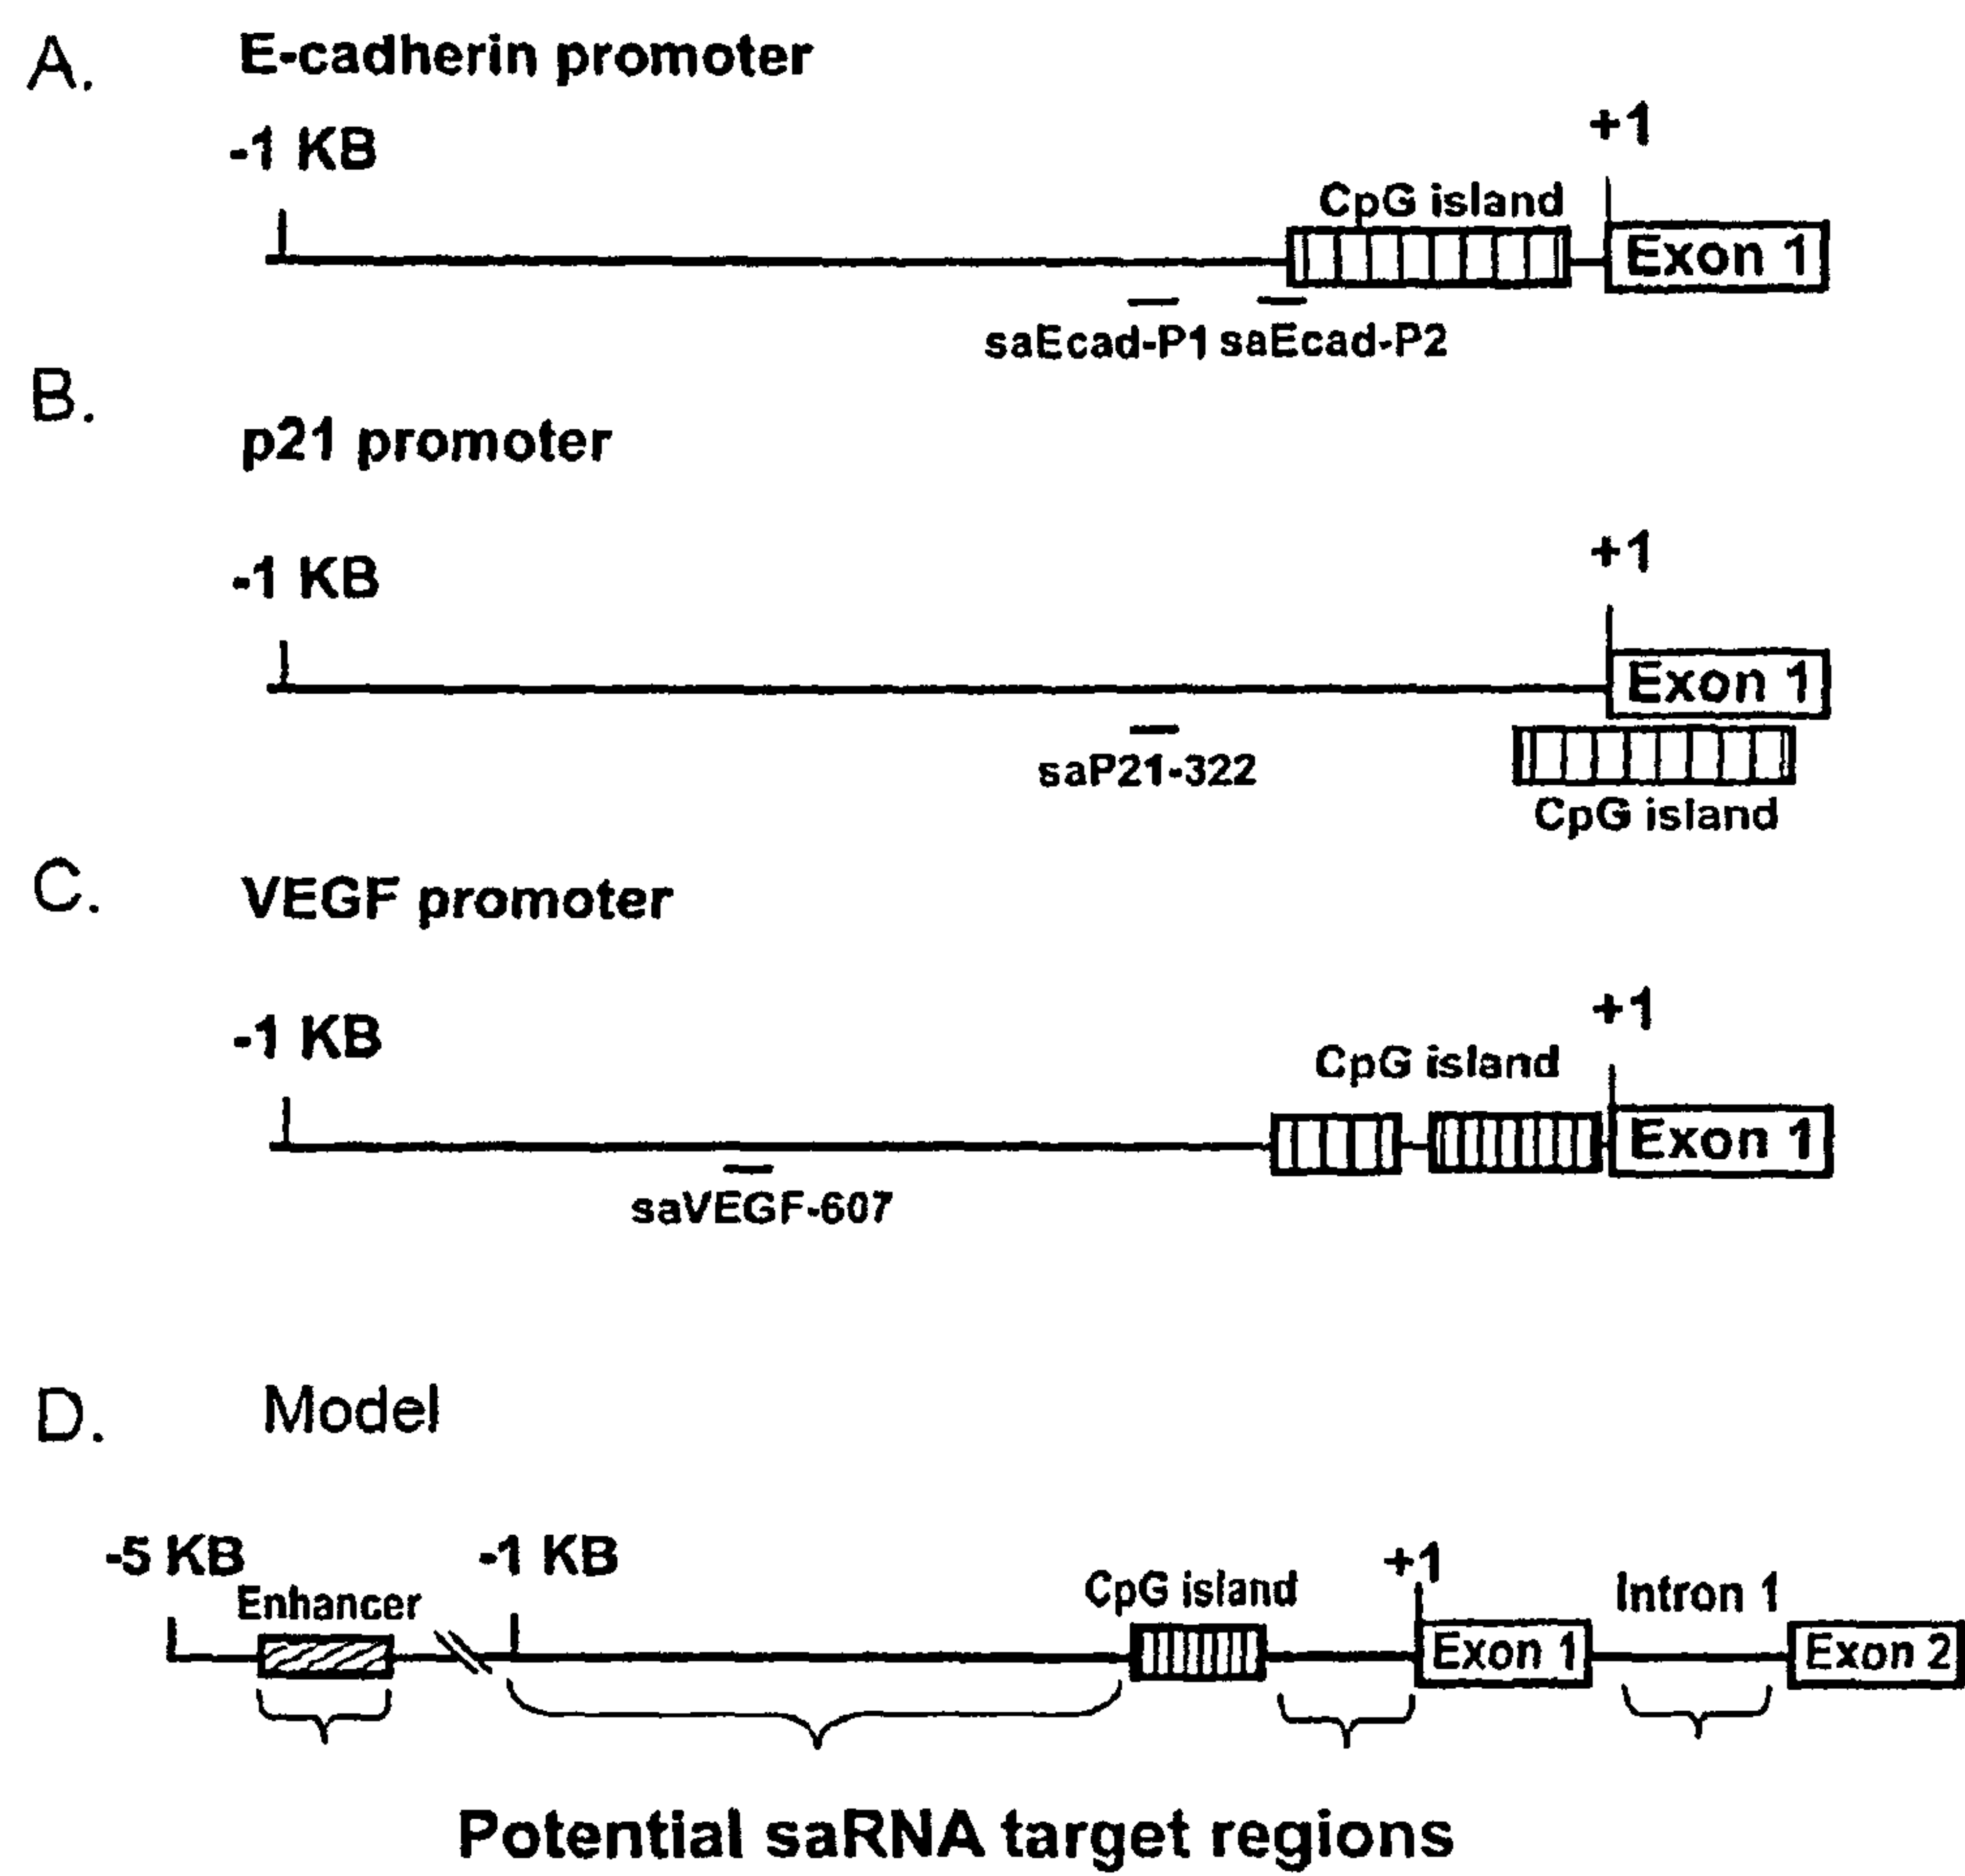 A. E-cadherin promoter
-1 KB +1
CpG island
Exon 1
saEcad-P1 saEcad-P2
B.
p21 promoter
-1 KB +1
Exon 1
saP21-322
CpG island
C. VEGF promoter
-1 KB +1
CpG island
Exon 1
saVEGF-607
D. Model
-5 KB -1 KB +1
Enhancer CpG island Intron 1
Exon 1 Exon 2
Potential saRNA target regions